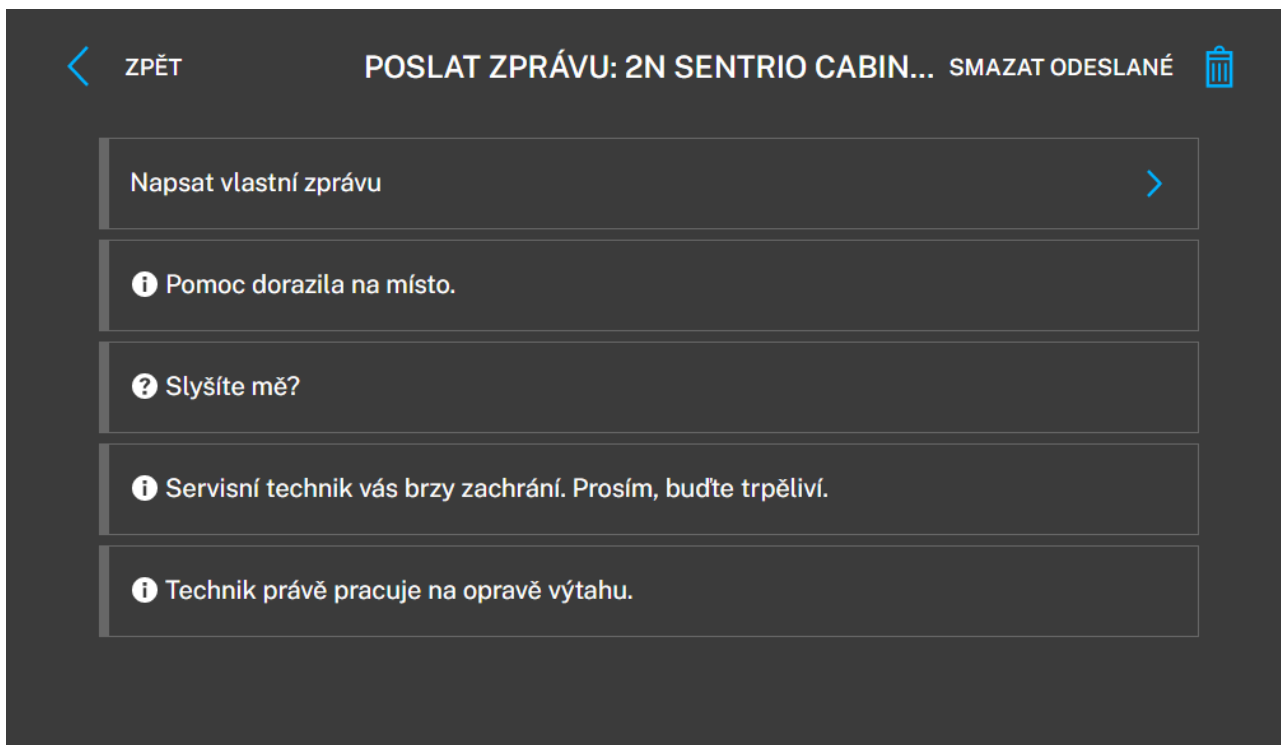 ZPĚT
POSLAT ZPRÁVU: 2N SENTRIO CABIN...
SMAZAT ODESLANÉ
Napsat vlastní zprávu
Pomoc dorazila na místo.
Slyšíte mě?
Servisní technik vás brzy zachrání. Prosím, buďte trpěliví.
Technik právě pracuje na opravě výtahu.